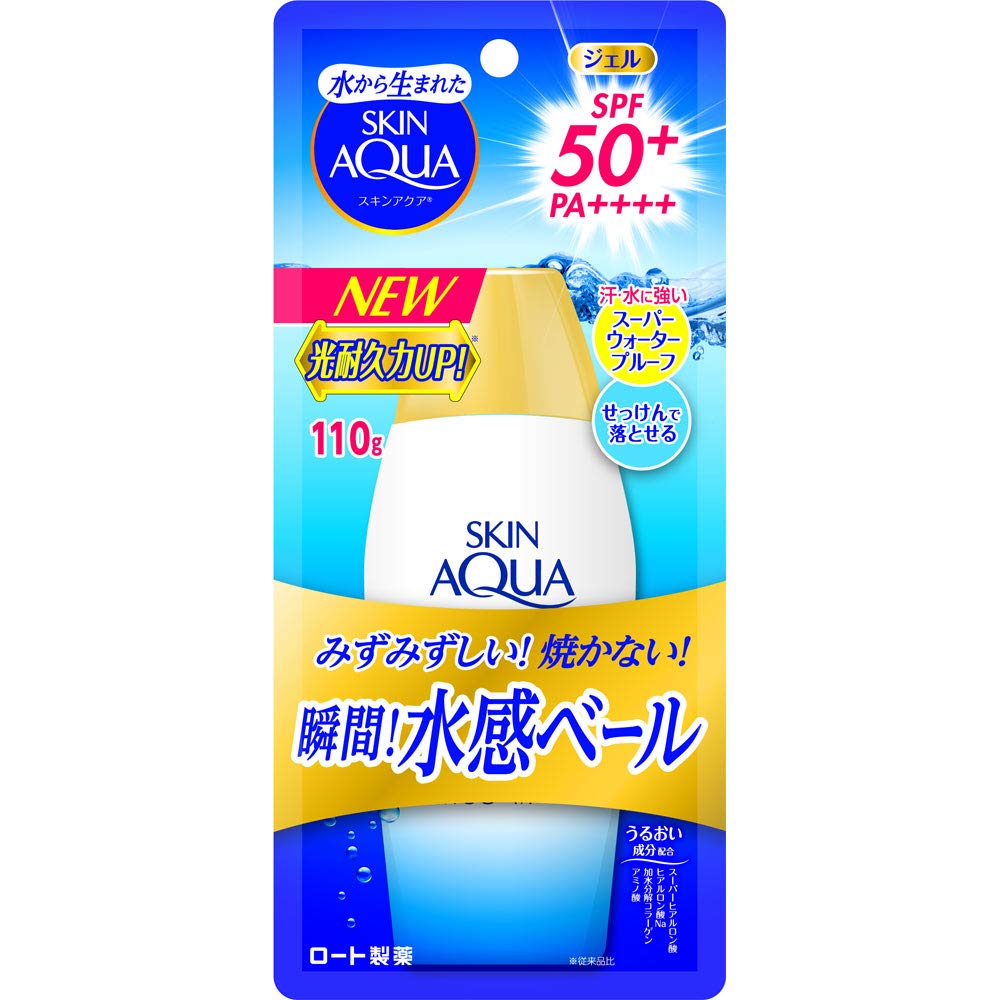 水から生まれた
SKIN
AQUA
スキンアクア®
ジェル
SPF
50+
PA++++
NEW
光耐久力UP!※
110g
汗・水に強い
スーパー
ウォーター
プルーフ
せっけんで
落とせる
SKIN
AQUA
みずみずしい!焼かない!
瞬間!水感ベール
うるおい
成分配合
スーパーヒアルロン酸
ヒアルロン酸Na
加水分解コラーゲン
アミノ酸
ロート製薬
※従来品比